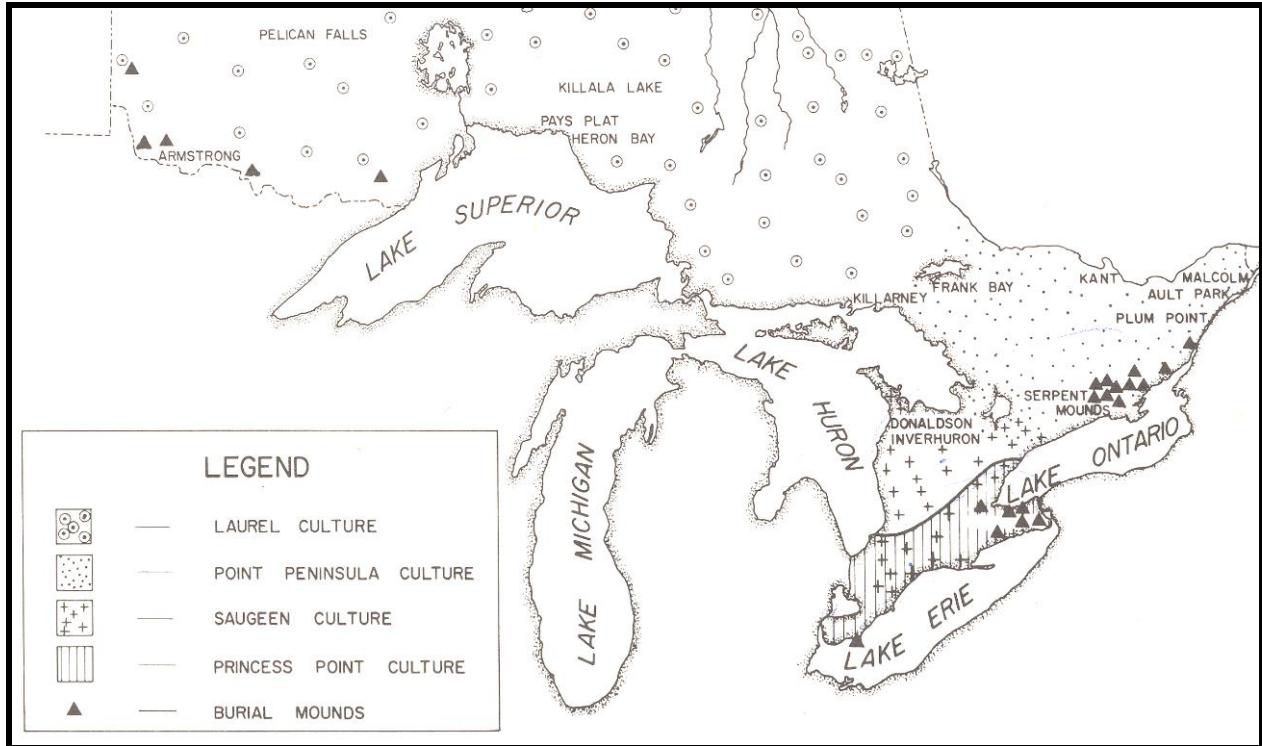 PELICAN FALLS
KILLALA LAKE
PAYS PLAT
HERON BAY
ARMSTRONG
LAKE SUPERIOR
KILLARNEY
FRANK BAY
KANT
MALCOLM
AULT PARK
PLUM POINT
LAKE HURON
SERPENT
MOUNDS
DONALDSON
INVERHURON
LAKE ONTARIO
LAKE MICHIGAN
LAKE ERIE
LEGEND
LAUREL CULTURE
POINT PENINSULA CULTURE
SAUGEEN CULTURE
PRINCESS POINT CULTURE
BURIAL MOUNDS